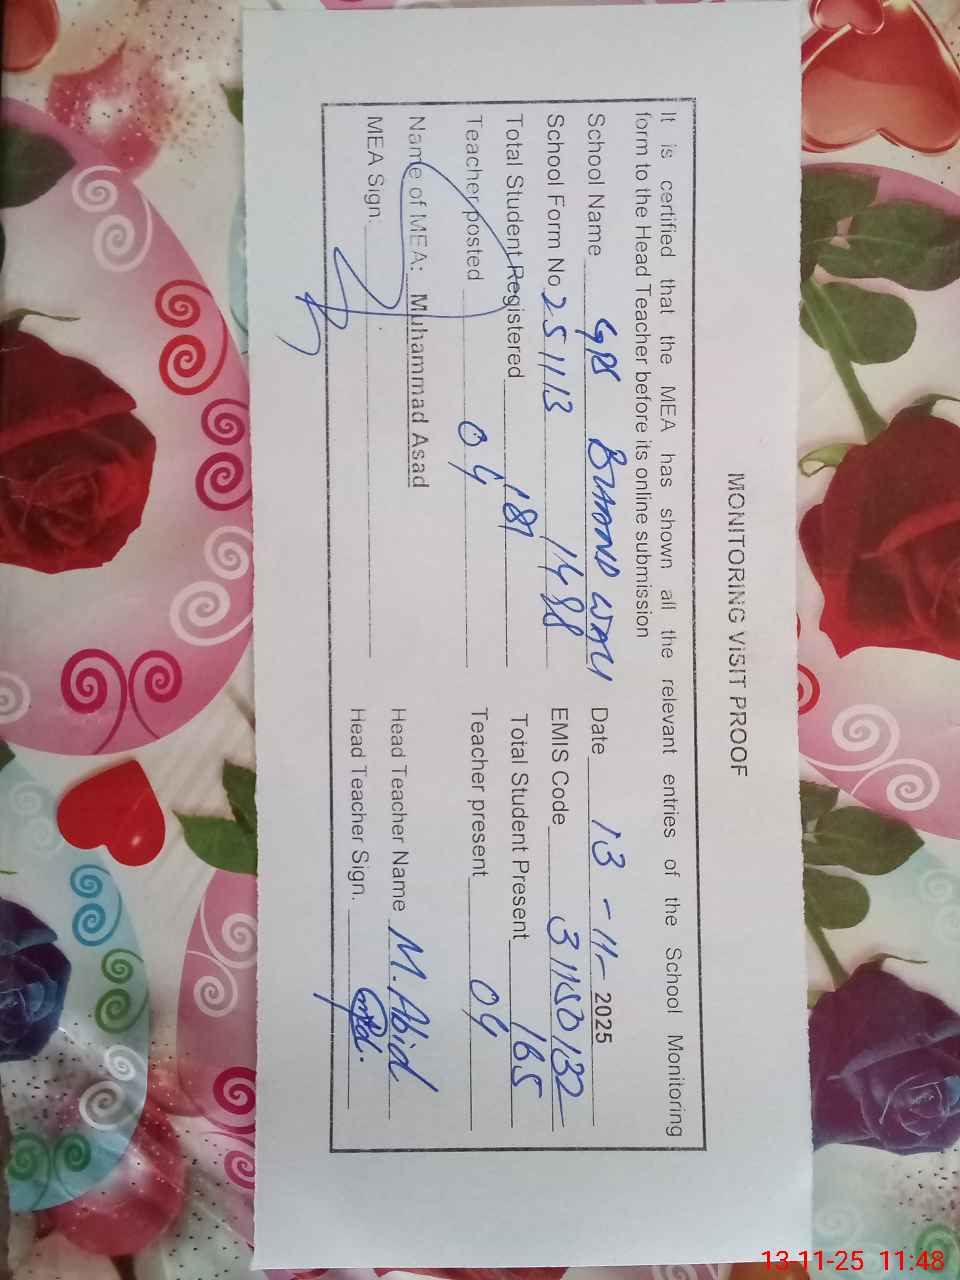 MONITORING VISIT PROOF
It is certified that the MEA has shown all the relevant entries of the School Monitoring
form to the Head Teacher before its online submission
School Name GPS Date 13-11-2025
School Form No 251113 1488 EMIS Code 31150132
Total Student Registered 181 Total Student Present 165
Teacher posted 04 Teacher present 04
Name of MEA: Muhammad Asad Head Teacher Name M. Abid
MEA Sign. Head Teacher Sign.
13-11-25 11:48